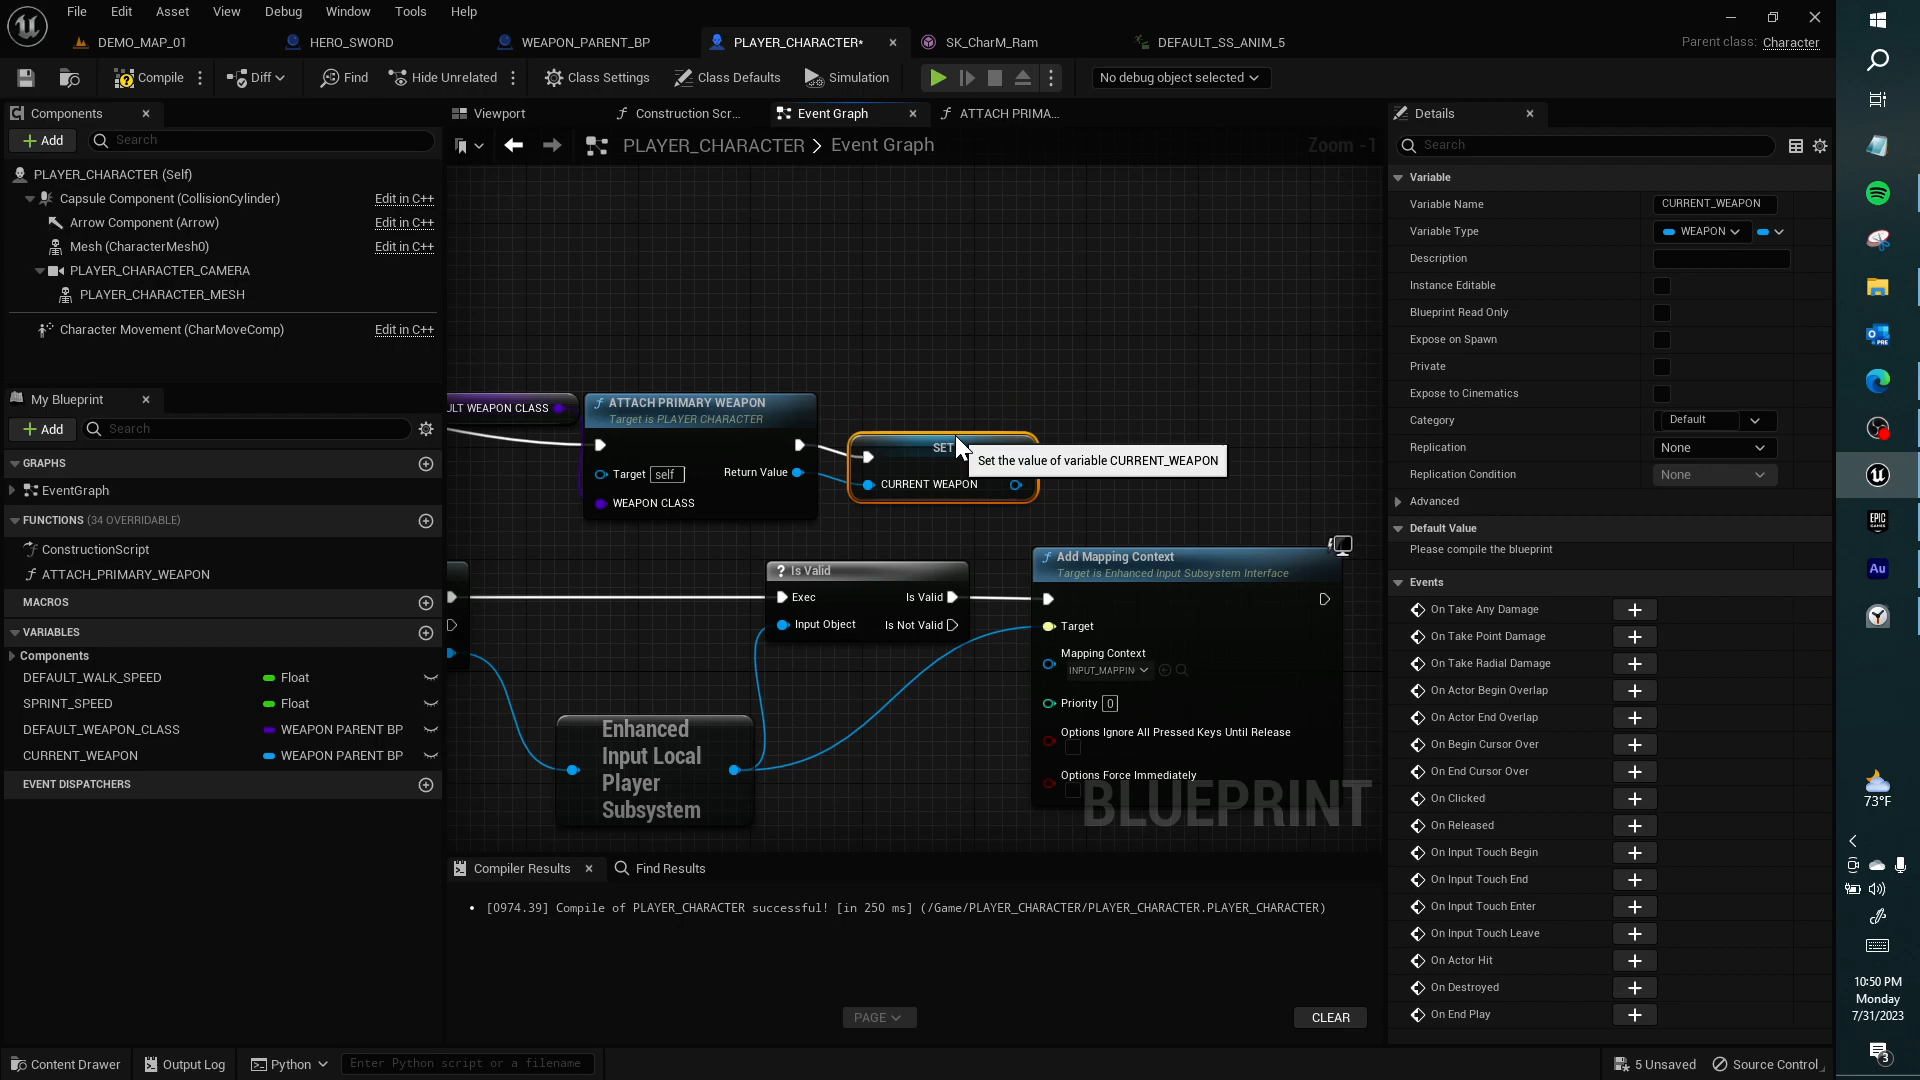 File Edit Asset View Debug Window Tools Help
DEMO_MAP_01 HERO_SWORD WEAPON_PARENT_BP PLAYER_CHARACTER* SK_CharM_Ram DEFAULT_SS_ANIM_5 Parent class: Character
Compile Diff Find Hide Unrelated Class Settings Class Defaults Simulation No debug object selected
Components
Add Search
PLAYER_CHARACTER (Self)
Capsule Component (CollisionCylinder) Edit in C++
Arrow Component (Arrow) Edit in C++
Mesh (CharacterMesh0) Edit in C++
PLAYER_CHARACTER_CAMERA
PLAYER_CHARACTER_MESH
Character Movement (CharMoveComp) Edit in C++
My Blueprint
Add Search
GRAPHS
EventGraph
FUNCTIONS (34 OVERRIDABLE)
ConstructionScript
ATTACH_PRIMARY_WEAPON
MACROS
VARIABLES
Components
DEFAULT_WALK_SPEED Float
SPRINT_SPEED Float
DEFAULT_WEAPON_CLASS WEAPON PARENT BP
CURRENT_WEAPON WEAPON PARENT BP
EVENT DISPATCHERS
Viewport Construction Scr... Event Graph ATTACH PRIMA...
PLAYER_CHARACTER > Event Graph Zoom -1
ULT WEAPON CLASS
ATTACH PRIMARY WEAPON
Target is PLAYER CHARACTER
Target self Return Value
WEAPON CLASS
SET
CURRENT WEAPON
Set the value of variable CURRENT_WEAPON
? Is Valid
Exec Is Valid
Input Object Is Not Valid
Enhanced
Input Local
Player
Subsystem
Add Mapping Context
Target is Enhanced Input Subsystem Interface
Target
Mapping Context
INPUT_MAPPIN
Priority 0
Options Ignore All Pressed Keys Until Release
Options Force Immediately
BLUEPRINT
Compiler Results Find Results
[0974.39] Compile of PLAYER_CHARACTER successful! [in 250 ms] (/Game/PLAYER_CHARACTER/PLAYER_CHARACTER.PLAYER_CHARACTER)
PAGE CLEAR
Details
Search
Variable
Variable Name CURRENT_WEAPON
Variable Type WEAPON
Description
Instance Editable
Blueprint Read Only
Expose on Spawn
Private
Expose to Cinematics
Category Default
Replication None
Replication Condition None
Advanced
Default Value
Please compile the blueprint
Events
On Take Any Damage
On Take Point Damage
On Take Radial Damage
On Actor Begin Overlap
On Actor End Overlap
On Begin Cursor Over
On End Cursor Over
On Clicked
On Released
On Input Touch Begin
On Input Touch End
On Input Touch Enter
On Input Touch Leave
On Actor Hit
On Destroyed
On End Play
Content Drawer Output Log Python Enter Python script or a filename 5 Unsaved Source Control
PRE
EPIC
GAMES
Au
73°F
10:50 PM
Monday
7/31/2023
3